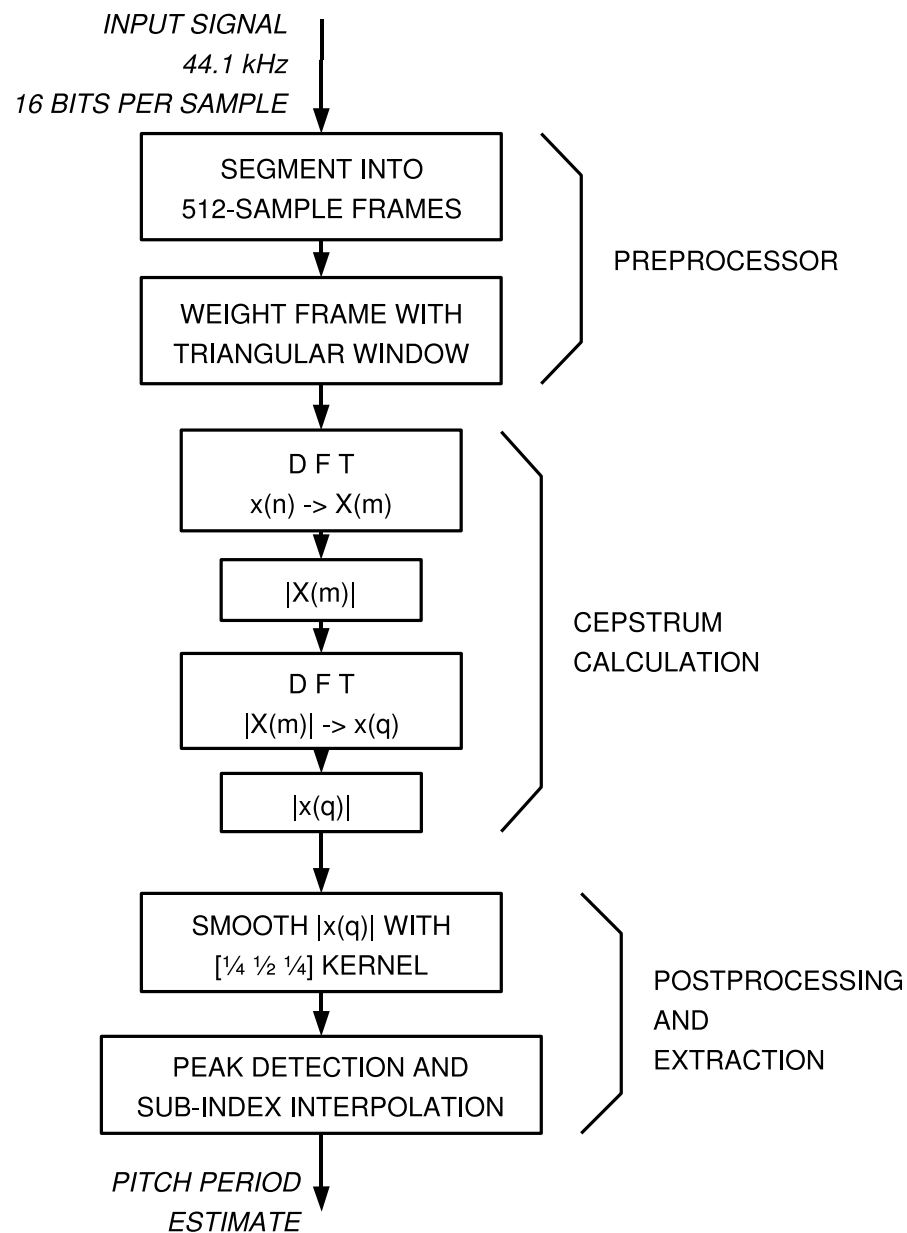 INPUT SIGNAL
44.1 kHz
16 BITS PER SAMPLE
SEGMENT INTO
512-SAMPLE FRAMES
WEIGHT FRAME WITH
TRIANGULAR WINDOW
PREPROCESSOR
D F T
x(n) -> X(m)
|X(m)|
D F T
|X(m)| -> x(q)
|x(q)|
CEPSTRUM
CALCULATION
SMOOTH |x(q)| WITH
[¼ ½ ¼] KERNEL
PEAK DETECTION AND
SUB-INDEX INTERPOLATION
POSTPROCESSING
AND
EXTRACTION
PITCH PERIOD
ESTIMATE